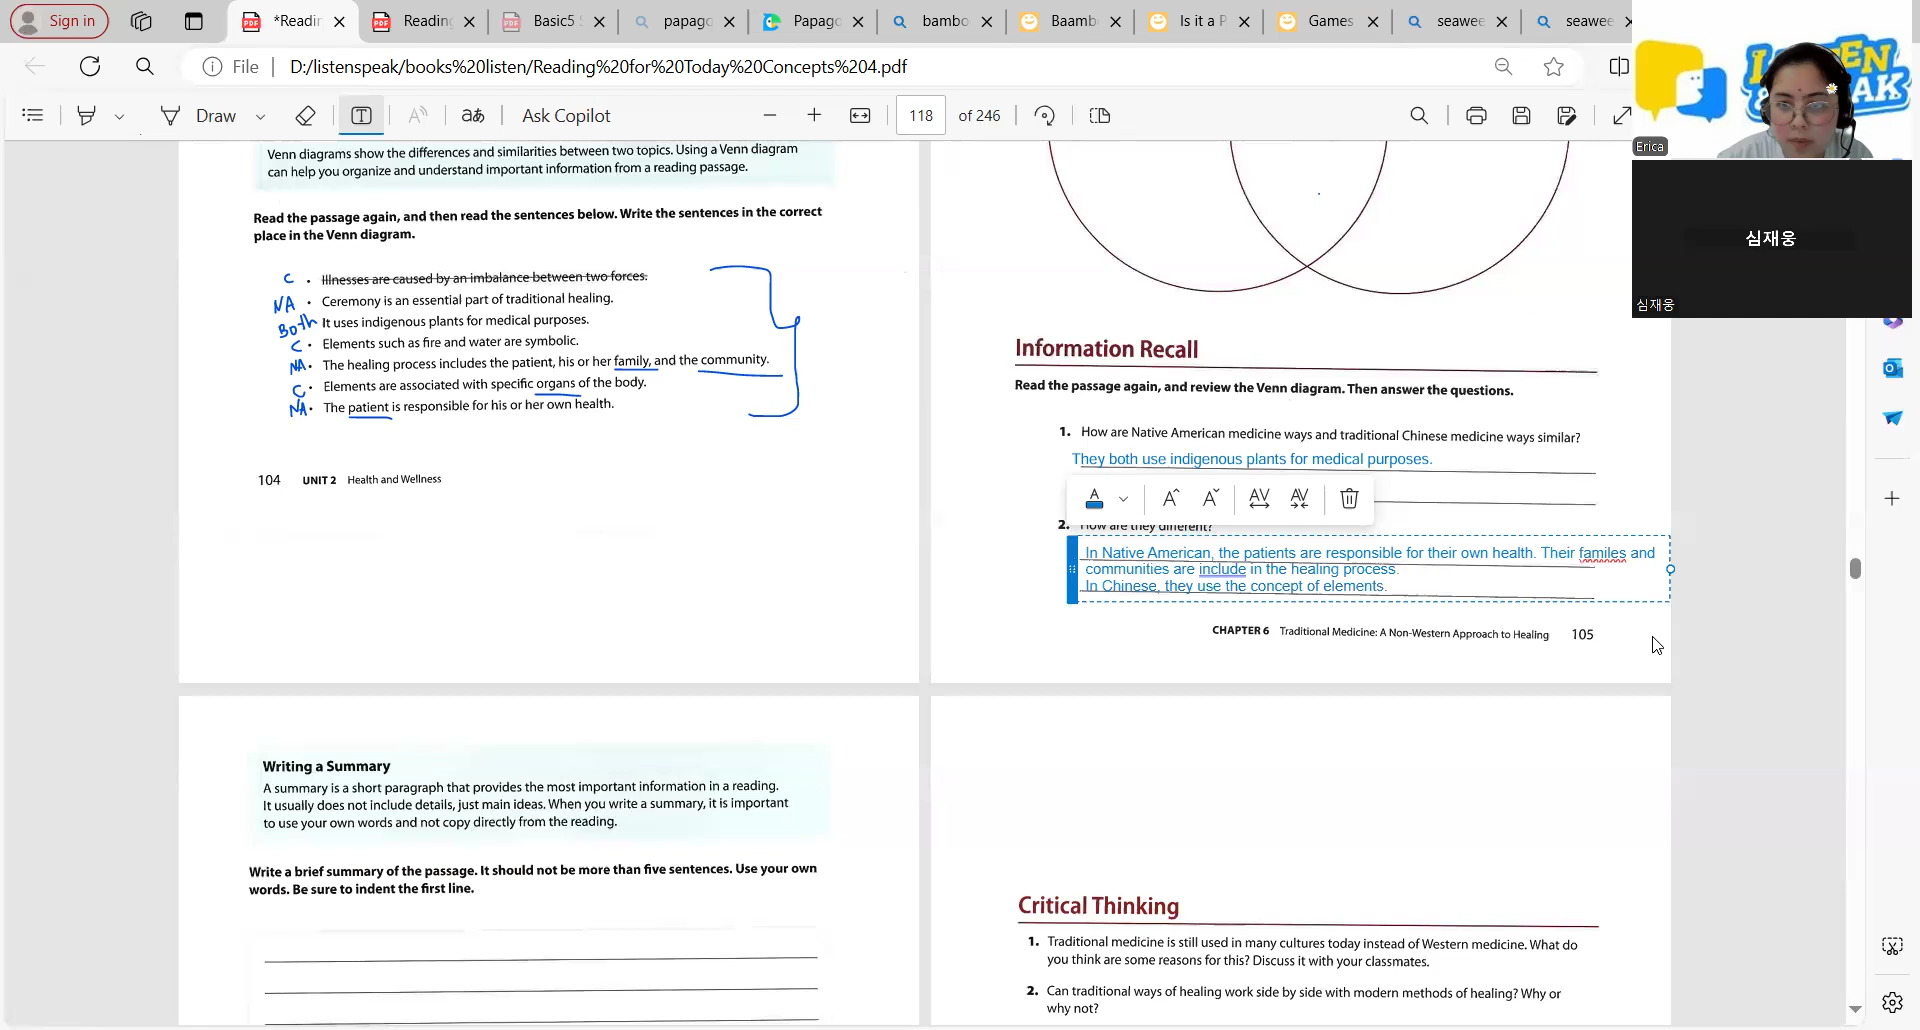 Sign in
*Readin
Reading
Basic5
papago
Papago
bambo
Baamb
Is it a P
Games
seawee
seawee
File
D:/listenspeak/books%20listen/Reading%20for%20Today%20Concepts%204.pdf
Draw
Ask Copilot
118 of 246
Erica
심재웅
심재웅
Venn diagrams show the differences and similarities between two topics. Using a Venn diagram
can help you organize and understand important information from a reading passage.
Read the passage again, and then read the sentences below. Write the sentences in the correct
place in the Venn diagram.
C • Illnesses are caused by an imbalance between two forces.
NA • Ceremony is an essential part of traditional healing.
Both It uses indigenous plants for medical purposes.
C • Elements such as fire and water are symbolic.
NA • The healing process includes the patient, his or her family, and the community.
C • Elements are associated with specific organs of the body.
NA • The patient is responsible for his or her own health.
104 UNIT 2 Health and Wellness
Information Recall
Read the passage again, and review the Venn diagram. Then answer the questions.
1. How are Native American medicine ways and traditional Chinese medicine ways similar?
They both use indigenous plants for medical purposes.
2. How are they different?
In Native American, the patients are responsible for their own health. Their familes and
communities are include in the healing process.
In Chinese, they use the concept of elements.
CHAPTER 6 Traditional Medicine: A Non-Western Approach to Healing 105
Writing a Summary
A summary is a short paragraph that provides the most important information in a reading.
It usually does not include details, just main ideas. When you write a summary, it is important
to use your own words and not copy directly from the reading.
Write a brief summary of the passage. It should not be more than five sentences. Use your own
words. Be sure to indent the first line.
Critical Thinking
1. Traditional medicine is still used in many cultures today instead of Western medicine. What do
you think are some reasons for this? Discuss it with your classmates.
2. Can traditional ways of healing work side by side with modern methods of healing? Why or
why not?